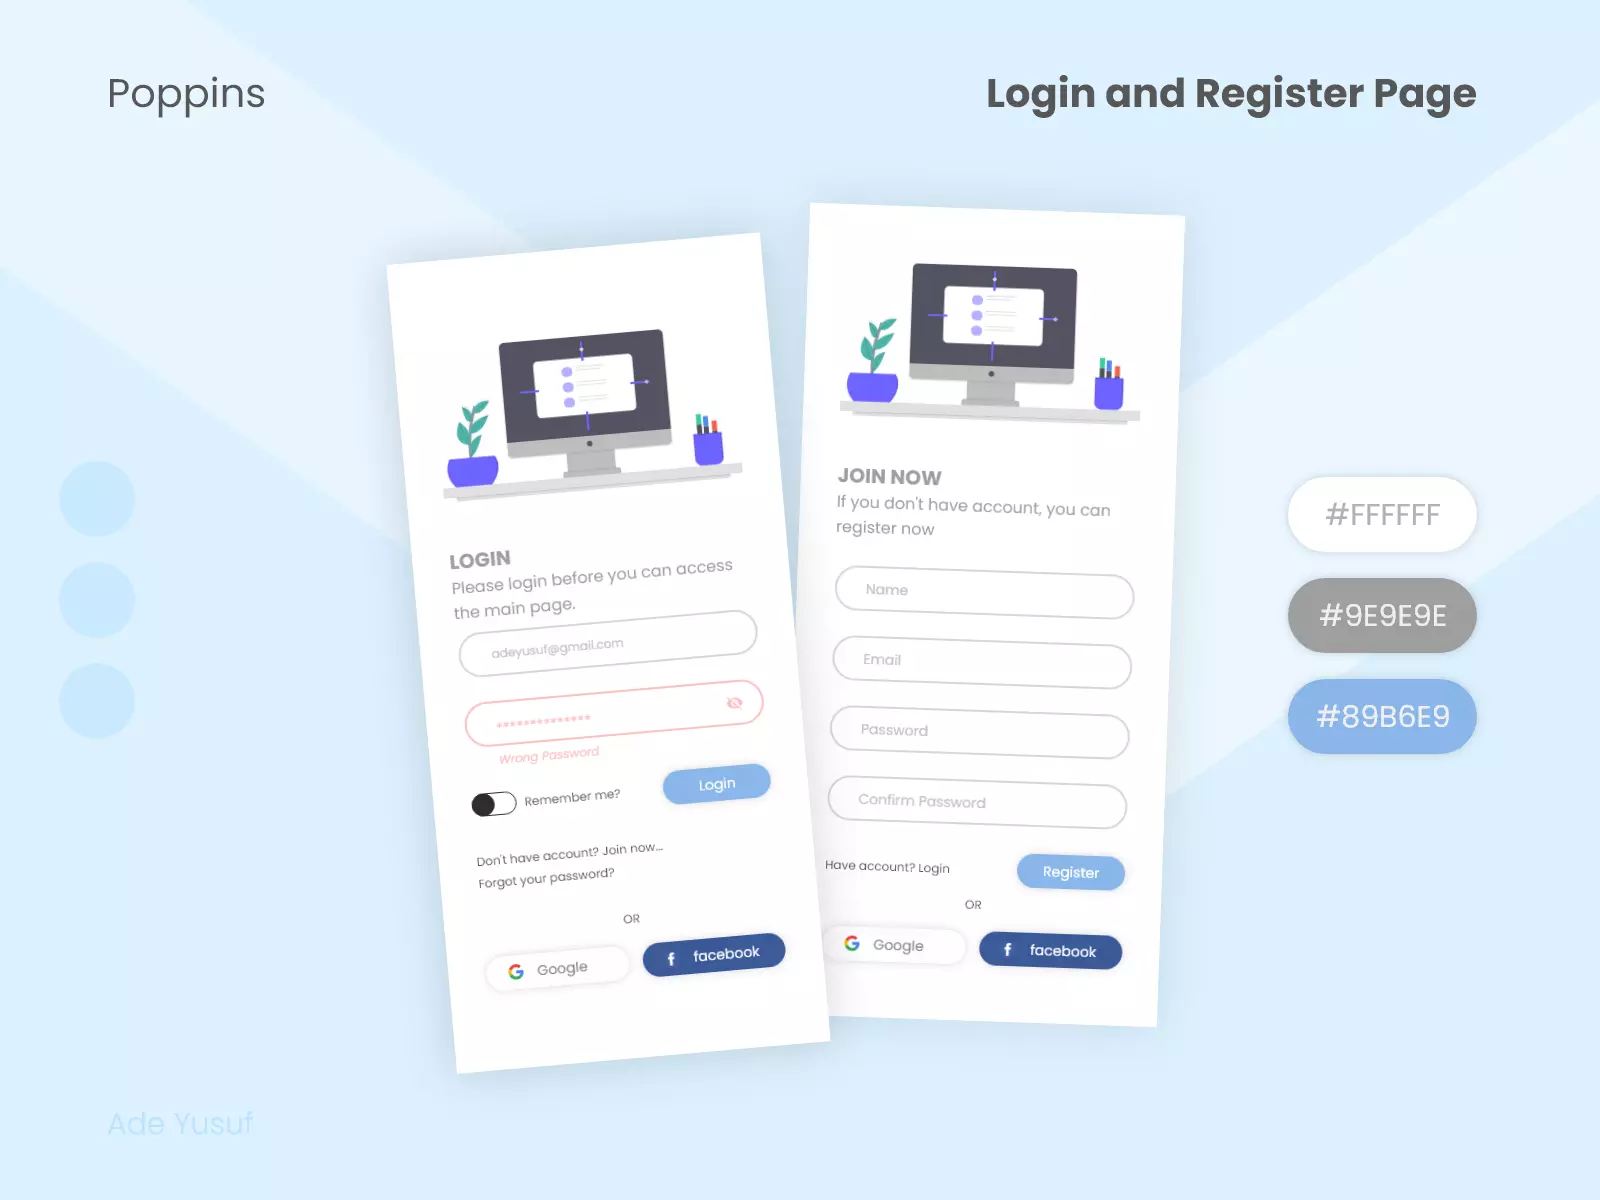 Poppins
Login and Register Page
LOGIN
Please login before you can access
the main page.
adeyusuf@gmail.com
**************
Wrong Password
Remember me?
Login
Don't have account? Join now...
Forgot your password?
OR
Google
facebook
JOIN NOW
If you don't have account, you can
register now
Name
Email
Password
Confirm Password
Have account? Login
Register
OR
Google
facebook
#FFFFFF
#9E9E9E
#89B6E9
Ade Yusuf